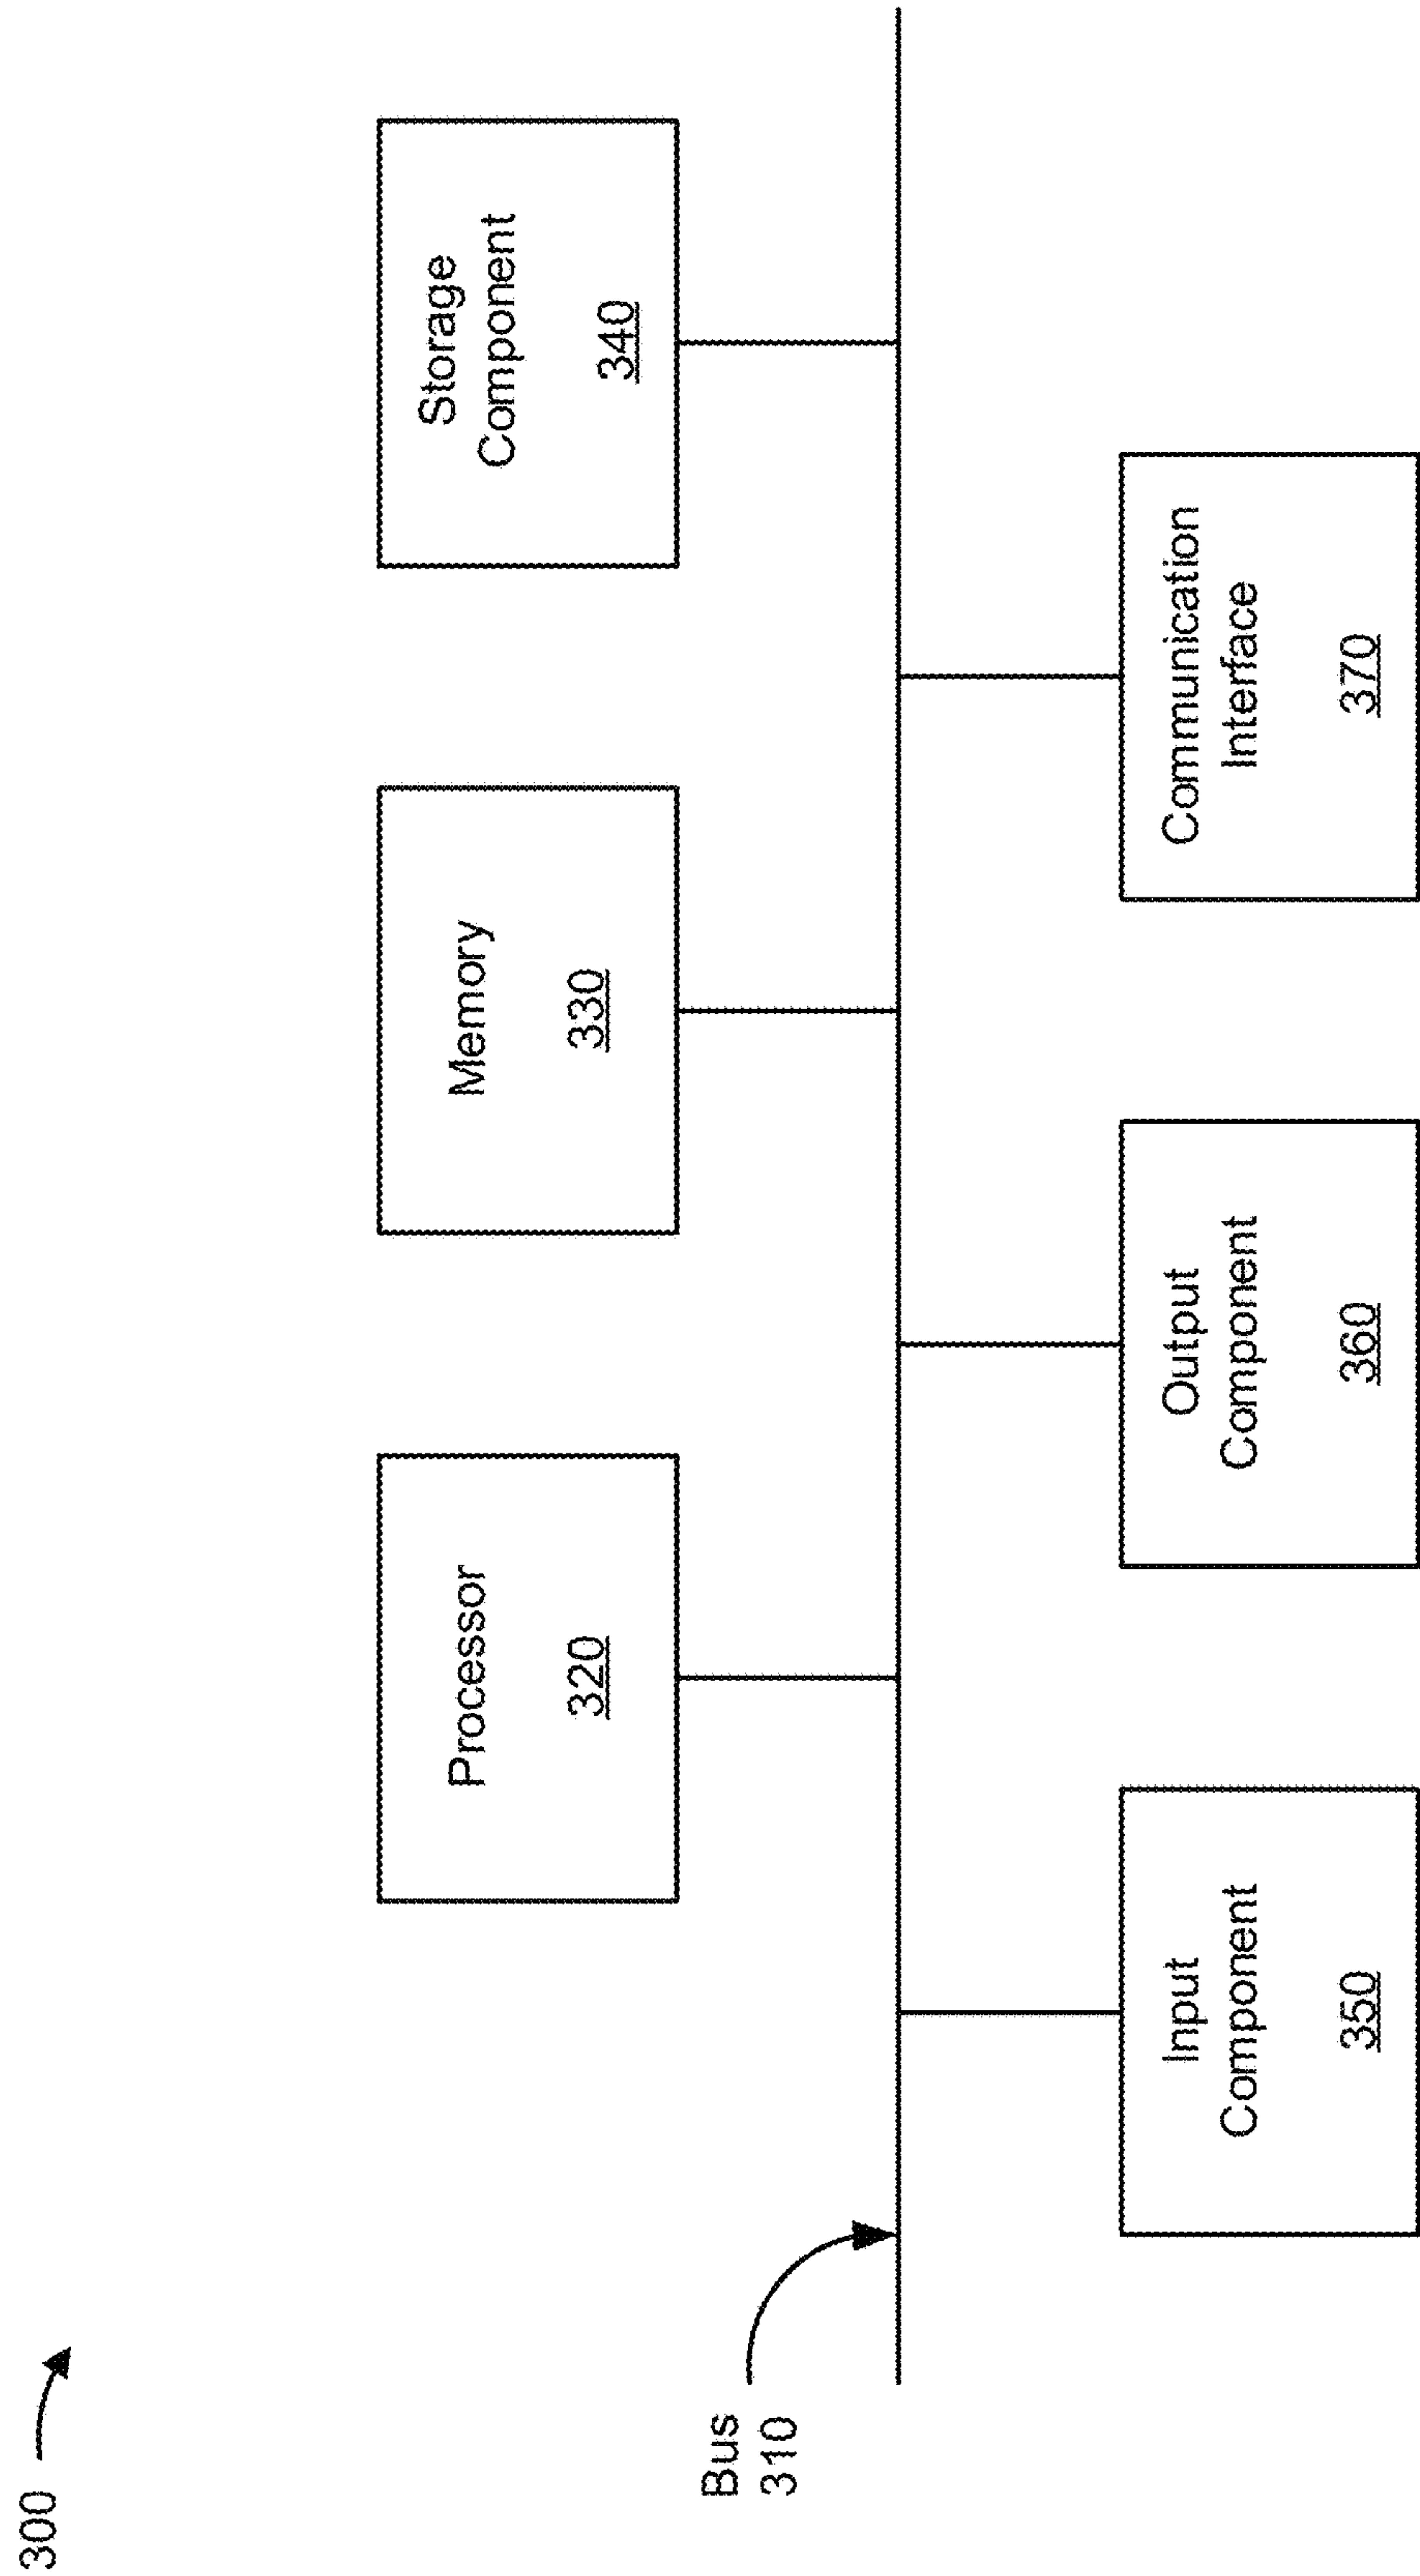 300
Processor
320
Memory
330
Storage
Component
340
Bus
310
Input
Component
350
Output
Component
360
Communication
Interface
370